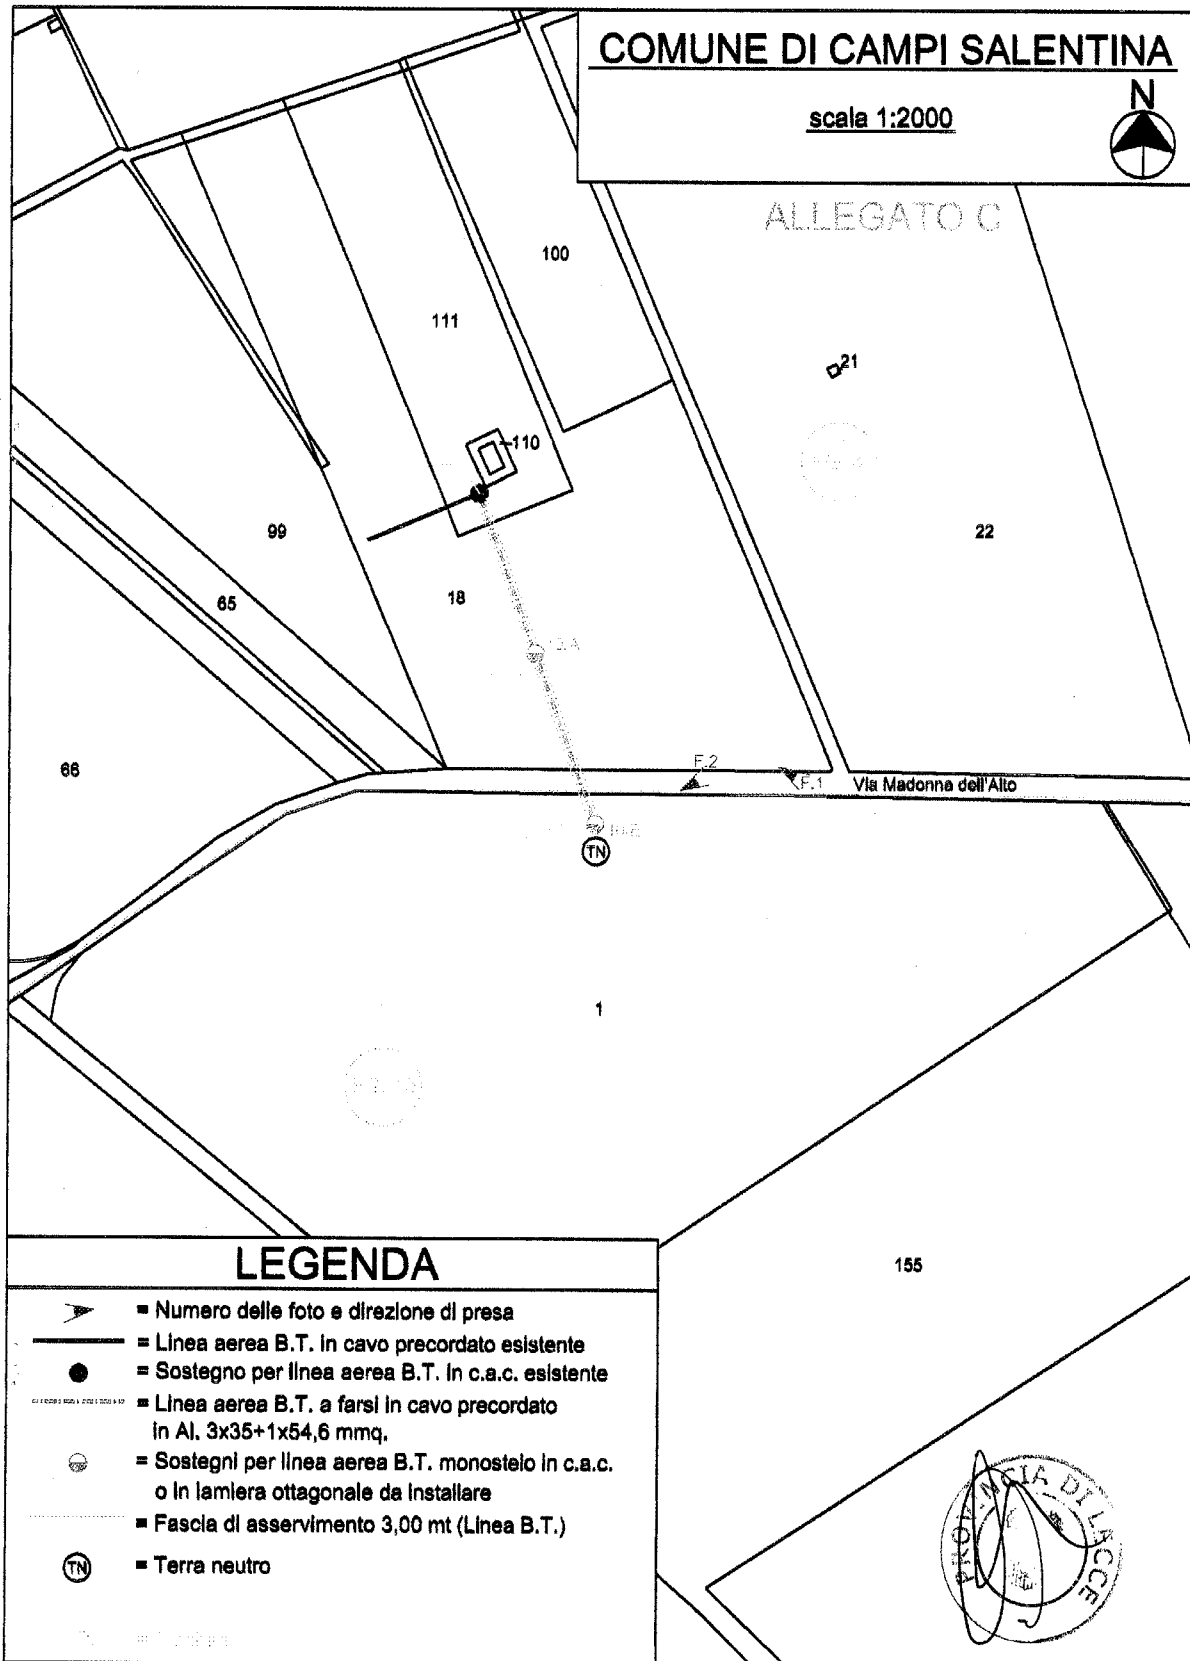 COMUNE DI CAMPI SALENTINA
scala 1:2000
N
ALLEGATO C
100
111
21
110
99
22
65
18
66
F.2
F.1
Via Madonna dell'Alto
TN
1
155
LEGENDA
= Numero delle foto e direzione di presa
= Linea aerea B.T. in cavo precordato esistente
= Sostegno per linea aerea B.T. in c.a.c. esistente
= Linea aerea B.T. a farsi in cavo precordato
in Al. 3x35+1x54,6 mmq.
= Sostegni per linea aerea B.T. monostelo in c.a.c.
o in lamiera ottagonale da installare
= Fascia di asservimento 3,00 mt (Linea B.T.)
TN = Terra neutro
PROVINCIA DI LECCE